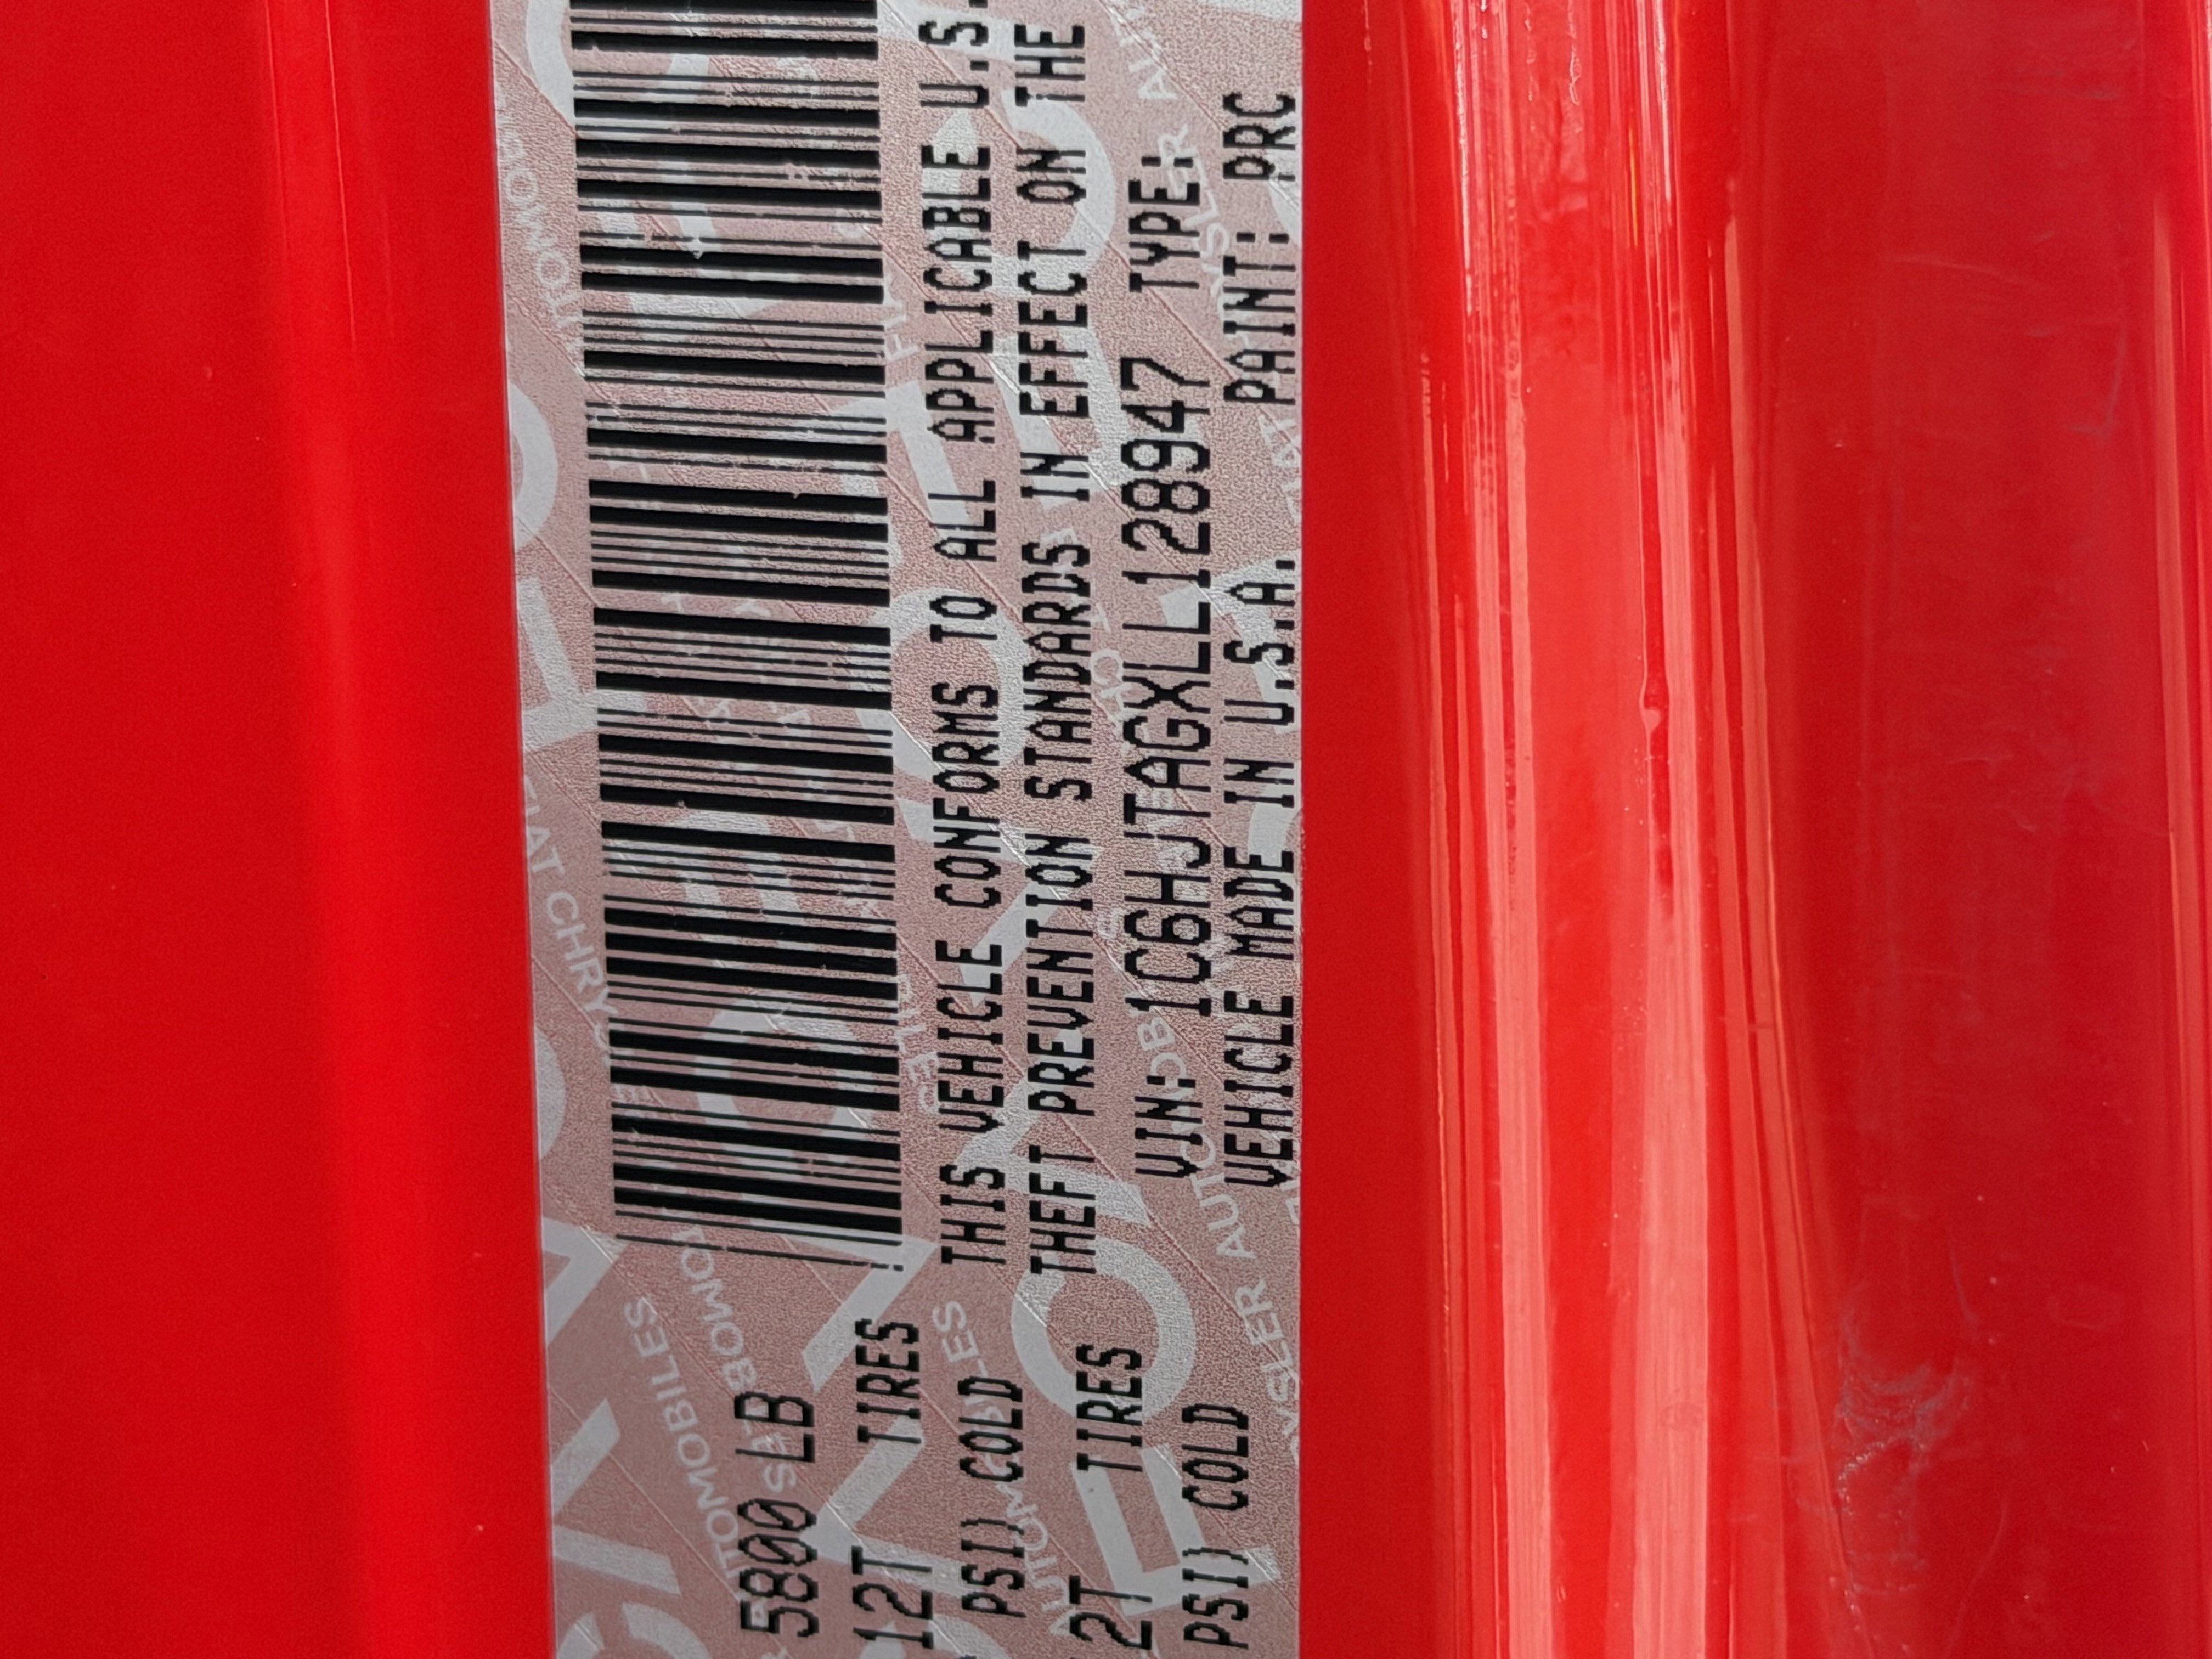 5800 LB
12T TIRES
PSI) COLD
2T TIRES
PSI) COLD
THIS VEHICLE CONFORMS TO ALL APPLICABLE U.S.
THEFT PREVENTION STANDARDS IN EFFECT ON THE
VIN: 1C6HJTAGXLL128947 TYPE:
VEHICLE MADE IN U.S.A. PAINT: PRC